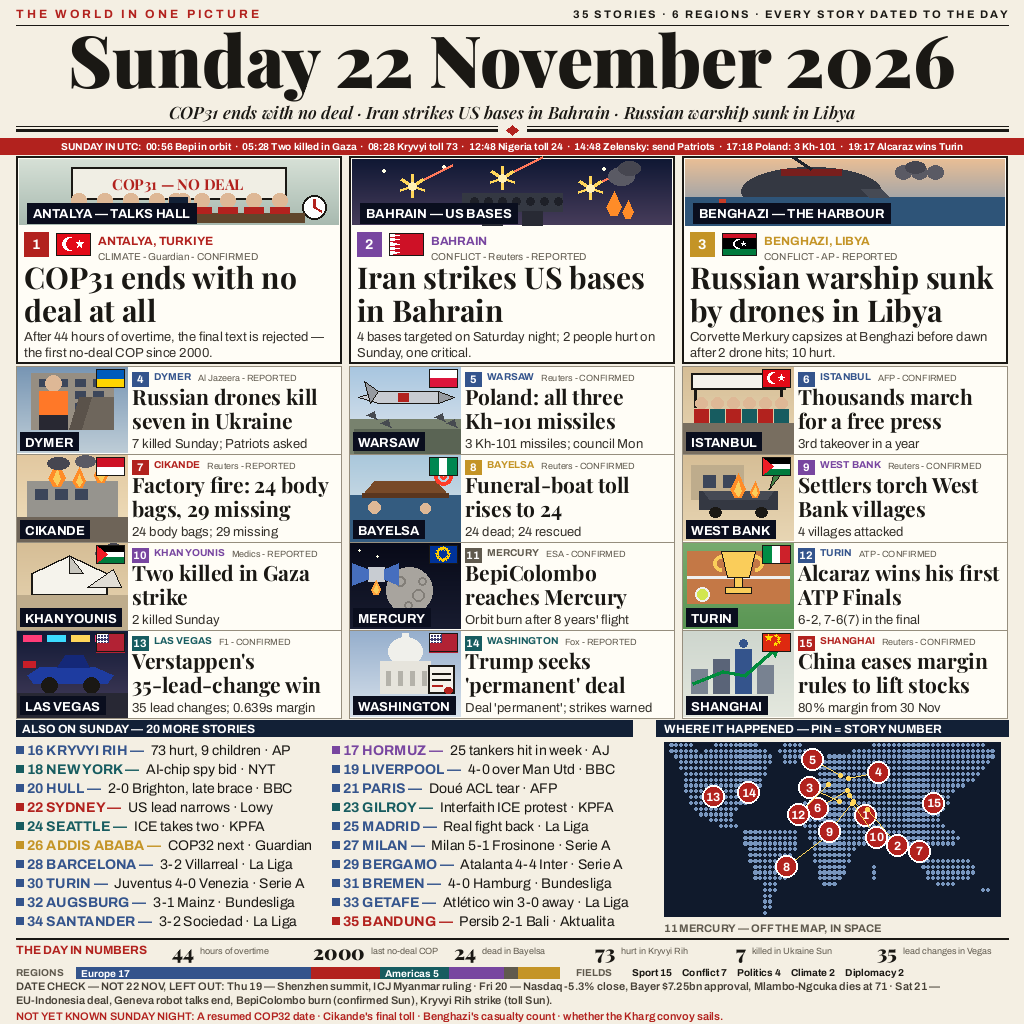 THE WORLD IN ONE PICTURE
35 STORIES · 6 REGIONS · EVERY STORY DATED TO THE DAY
Sunday 22 November 2026
COP31 ends with no deal · Iran strikes US bases in Bahrain · Russian warship sunk in Libya
SUNDAY IN UTC: 00:56 Bepi in orbit · 05:28 Two killed in Gaza · 08:28 Kryvyi toll 73 · 12:48 Nigeria toll 24 · 14:48 Zelensky: send Patriots · 17:18 Poland: 3 Kh-101 · 19:17 Alcaraz wins Turin
COP31 — NO DEAL
ANTALYA — TALKS HALL
1 ANTALYA, TURKIYE
CLIMATE - Guardian - CONFIRMED
COP31 ends with no
deal at all
After 44 hours of overtime, the final text is rejected —
the first no-deal COP since 2000.
BAHRAIN — US BASES
2 BAHRAIN
CONFLICT - Reuters - REPORTED
Iran strikes US bases
in Bahrain
4 bases targeted on Saturday night; 2 people hurt on
Sunday, one critical.
BENGHAZI — THE HARBOUR
3 BENGHAZI, LIBYA
CONFLICT - AP - REPORTED
Russian warship sunk
by drones in Libya
Corvette Merkury capsizes at Benghazi before dawn
after 2 drone hits; 10 hurt.
DYMER
4 DYMER Al Jazeera - REPORTED
Russian drones kill
seven in Ukraine
7 killed Sunday; Patriots asked
WARSAW
5 WARSAW Reuters - CONFIRMED
Poland: all three
Kh-101 missiles
3 Kh-101 missiles; council Mon
ISTANBUL
6 ISTANBUL AFP - CONFIRMED
Thousands march
for a free press
3rd takeover in a year
CIKANDE
7 CIKANDE Reuters - REPORTED
Factory fire: 24 body
bags, 29 missing
24 body bags; 29 missing
BAYELSA
8 BAYELSA Reuters - CONFIRMED
Funeral-boat toll
rises to 24
24 dead; 24 rescued
WEST BANK
9 WEST BANK Reuters - CONFIRMED
Settlers torch West
Bank villages
4 villages attacked
KHAN YOUNIS
10 KHAN YOUNIS Medics - REPORTED
Two killed in Gaza
strike
2 killed Sunday
MERCURY
11 MERCURY ESA - CONFIRMED
BepiColombo
reaches Mercury
Orbit burn after 8 years' flight
TURIN
12 TURIN ATP - CONFIRMED
Alcaraz wins his first
ATP Finals
6-2, 7-6(7) in the final
LAS VEGAS
13 LAS VEGAS F1 - CONFIRMED
Verstappen's
35-lead-change win
35 lead changes; 0.639s margin
WASHINGTON
14 WASHINGTON Fox - REPORTED
Trump seeks
'permanent' deal
Deal 'permanent'; strikes warned
SHANGHAI
15 SHANGHAI Reuters - CONFIRMED
China eases margin
rules to lift stocks
80% margin from 30 Nov
ALSO ON SUNDAY — 20 MORE STORIES
16 KRYVYI RIH — 73 hurt, 9 children · AP
17 HORMUZ — 25 tankers hit in week · AJ
18 NEW YORK — AI-chip spy bid · NYT
19 LIVERPOOL — 4-0 over Man Utd · BBC
20 HULL — 2-0 Brighton, late brace · BBC
21 PARIS — Doué ACL tear · AFP
22 SYDNEY — US lead narrows · Lowy
23 GILROY — Interfaith ICE protest · KPFA
24 SEATTLE — ICE takes two · KPFA
25 MADRID — Real fight back · La Liga
26 ADDIS ABABA — COP32 next · Guardian
27 MILAN — Milan 5-1 Frosinone · Serie A
28 BARCELONA — 3-2 Villarreal · La Liga
29 BERGAMO — Atalanta 4-4 Inter · Serie A
30 TURIN — Juventus 4-0 Venezia · Serie A
31 BREMEN — 4-0 Hamburg · Bundesliga
32 AUGSBURG — 3-1 Mainz · Bundesliga
33 GETAFE — Atlético win 3-0 away · La Liga
34 SANTANDER — 3-2 Sociedad · La Liga
35 BANDUNG — Persib 2-1 Bali · Aktualita
WHERE IT HAPPENED — PIN = STORY NUMBER
5
4
13
14
3
15
12
6
1
9
10
2
7
8
11 MERCURY — OFF THE MAP, IN SPACE
THE DAY IN NUMBERS
44 hours of overtime
2000 last no-deal COP
24 dead in Bayelsa
73 hurt in Kryvyi Rih
7 killed in Ukraine Sun
35 lead changes in Vegas
REGIONS Europe 17 Americas 5
FIELDS Sport 15 Conflict 7 Politics 4 Climate 2 Diplomacy 2
DATE CHECK — NOT 22 NOV, LEFT OUT: Thu 19 — Shenzhen summit, ICJ Myanmar ruling · Fri 20 — Nasdaq -5.3% close, Bayer $7.25bn approval, Mlambo-Ngcuka dies at 71 · Sat 21 —
EU-Indonesia deal, Geneva robot talks end, BepiColombo burn (confirmed Sun), Kryvyi Rih strike (toll Sun).
NOT YET KNOWN SUNDAY NIGHT: A resumed COP32 date · Cikande's final toll · Benghazi's casualty count · whether the Kharg convoy sails.